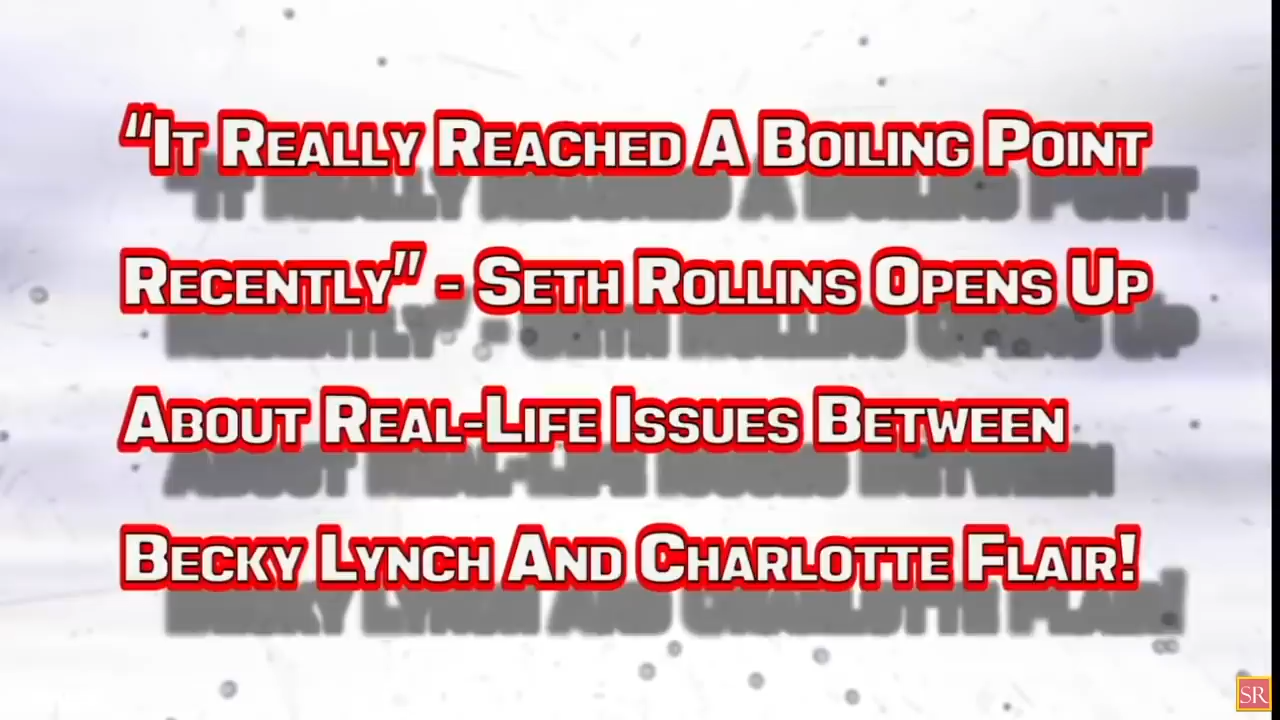 “It Really Reached A Boiling Point
Recently” - Seth Rollins Opens Up
About Real-Life Issues Between
Becky Lynch And Charlotte Flair!
SR